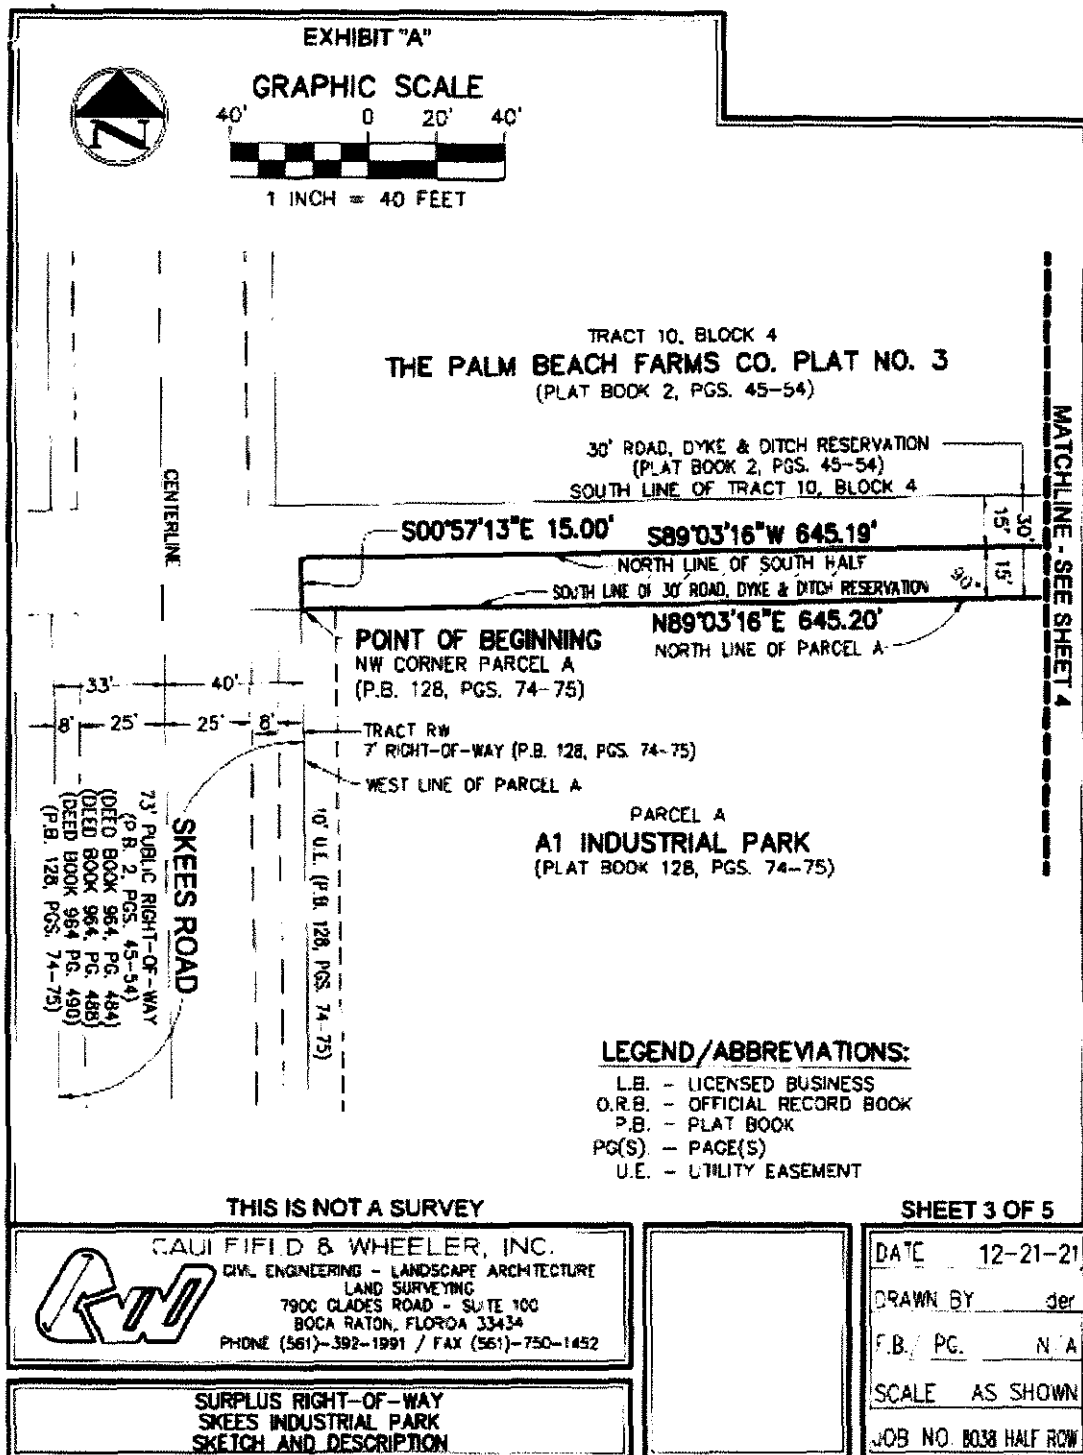 EXHIBIT "A"
GRAPHIC SCALE
40' 0 20' 40'
1 INCH = 40 FEET
N
TRACT 10, BLOCK 4
THE PALM BEACH FARMS CO. PLAT NO. 3
(PLAT BOOK 2, PGS. 45-54)
30' ROAD, DYKE & DITCH RESERVATION
(PLAT BOOK 2, PGS. 45-54)
SOUTH LINE OF TRACT 10, BLOCK 4
MATCHLINE - SEE SHEET 4
CENTERLINE
15' 30'
15'
90°
S00°57'13"E 15.00'
S89°03'16"W 645.19'
NORTH LINE OF SOUTH HALF
SOUTH LINE OF 30' ROAD, DYKE & DITCH RESERVATION
N89°03'16"E 645.20'
NORTH LINE OF PARCEL A
POINT OF BEGINNING
NW CORNER PARCEL A
(P.B. 128, PGS. 74-75)
33' 40'
8' 25' 25' 8'
TRACT RW
7' RIGHT-OF-WAY (P.B. 128, PGS. 74-75)
WEST LINE OF PARCEL A
PARCEL A
A1 INDUSTRIAL PARK
(PLAT BOOK 128, PGS. 74-75)
10' U.E. (P.B. 128, PGS. 74-75)
SKEES ROAD
73' PUBLIC RIGHT-OF-WAY
(P.B. 2, PGS. 45-54)
(DEED BOOK 964, PG. 484)
(DEED BOOK 964, PG. 488)
(DEED BOOK 964 PG. 490)
(P.B. 128, PGS. 74-75)
LEGEND/ABBREVIATIONS:
L.B. - LICENSED BUSINESS
O.R.B. - OFFICIAL RECORD BOOK
P.B. - PLAT BOOK
PG(S). - PAGE(S)
U.E. - UTILITY EASEMENT
THIS IS NOT A SURVEY
SHEET 3 OF 5
CAULFIELD & WHEELER, INC.
CIVIL ENGINEERING - LANDSCAPE ARCHITECTURE
LAND SURVEYING
7900 GLADES ROAD - SUITE 100
BOCA RATON, FLORIDA 33434
PHONE (561)-392-1991 / FAX (561)-750-1452
SURPLUS RIGHT-OF-WAY
SKEES INDUSTRIAL PARK
SKETCH AND DESCRIPTION
DATE 12-21-21
DRAWN BY der
F.B./ PG. N/A
SCALE AS SHOWN
JOB NO. 8038 HALF ROW